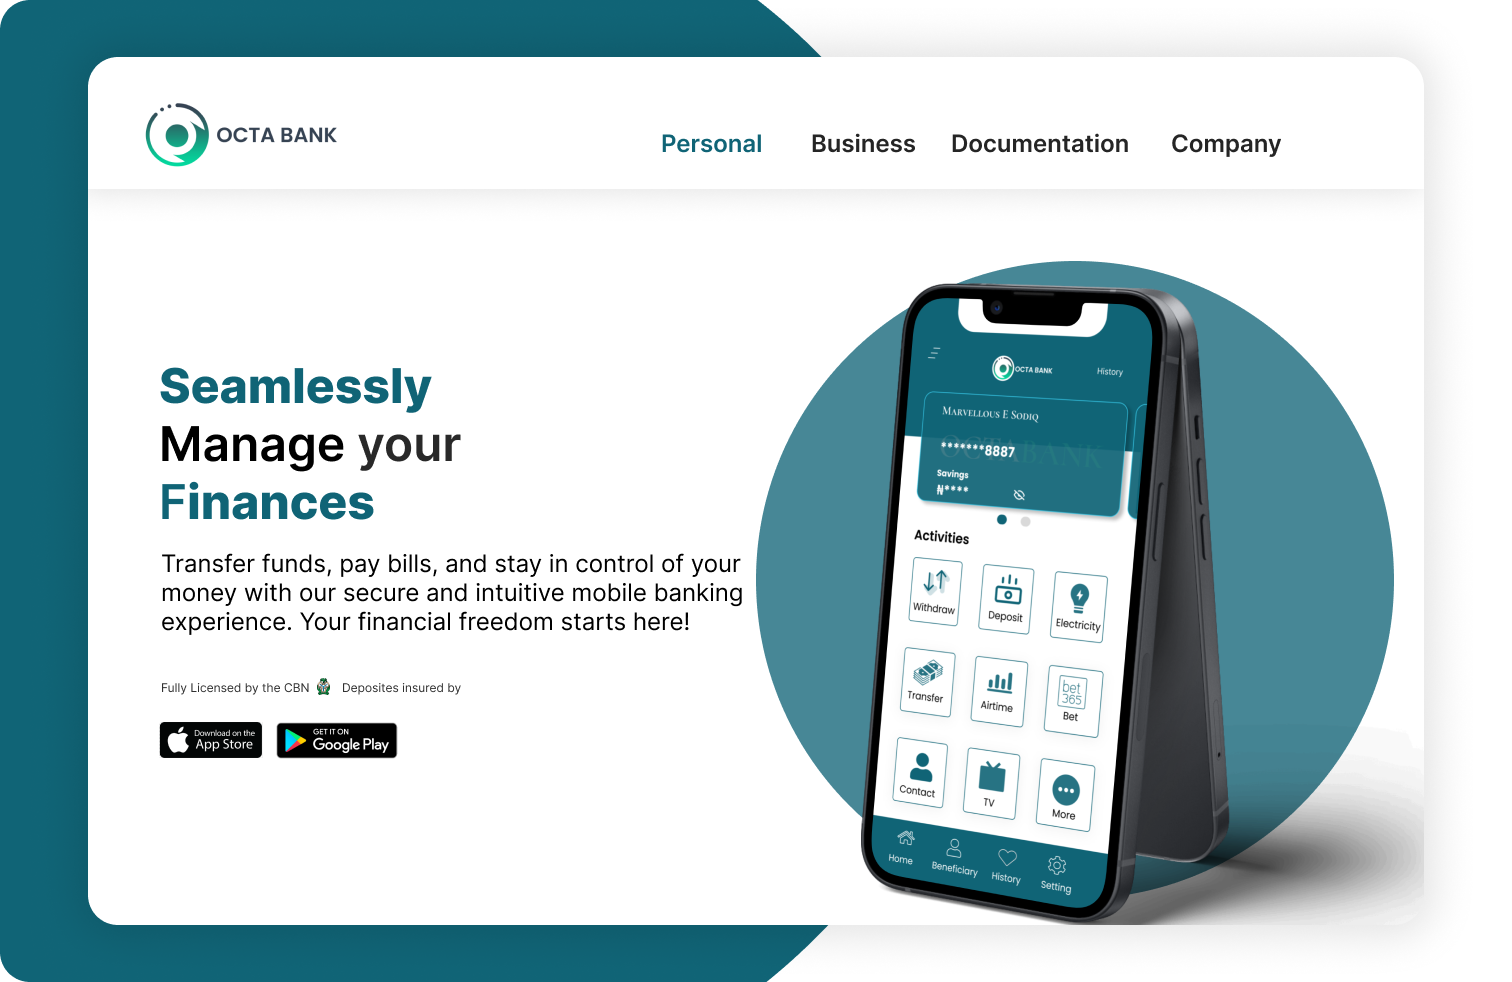 OCTA BANK
Personal Business Documentation Company
Seamlessly
Manage your
Finances
Transfer funds, pay bills, and stay in control of your
money with our secure and intuitive mobile banking
experience. Your financial freedom starts here!
Fully Licensed by the CBN Deposites insured by
Download on the
App Store
GET IT ON
Google Play
OCTA BANK
History
Marvellous E Sodiq
OCTABANK
*******8887
Savings
₦****
Activities
Withdraw Deposit Electricity
bet
365
Transfer Airtime Bet
Contact TV More
Home Beneficiary History Setting